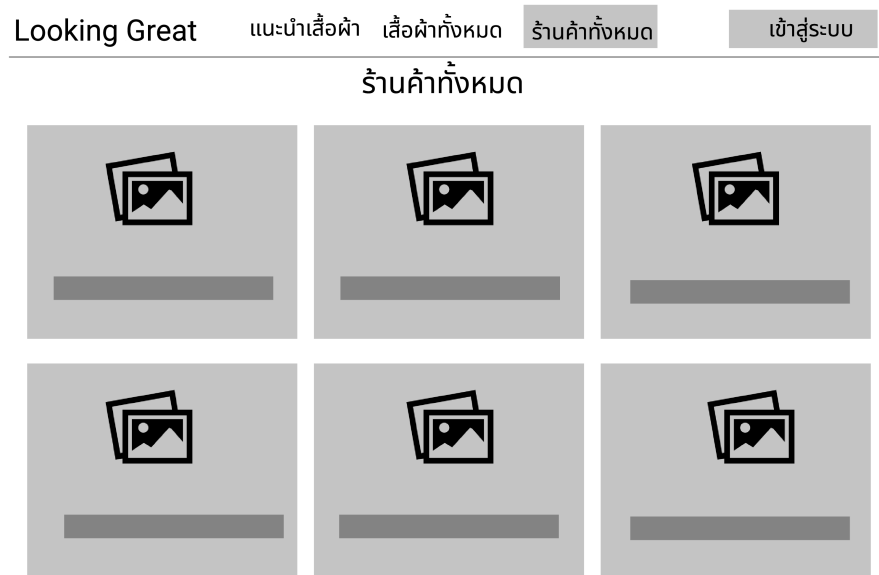 Looking Great แนะนำเสื้อผ้า เสื้อผ้าทั้งหมด ร้านค้าทั้งหมด เข้าสู่ระบบ
ร้านค้าทั้งหมด